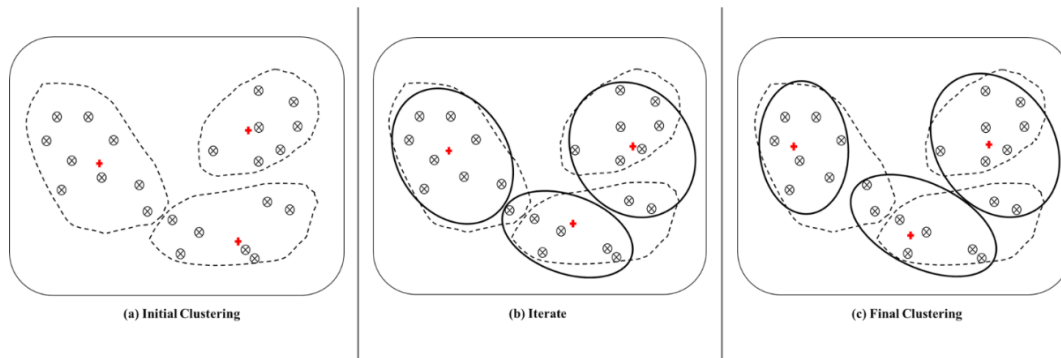 (a) Initial Clustering
(b) Iterate
(c) Final Clustering